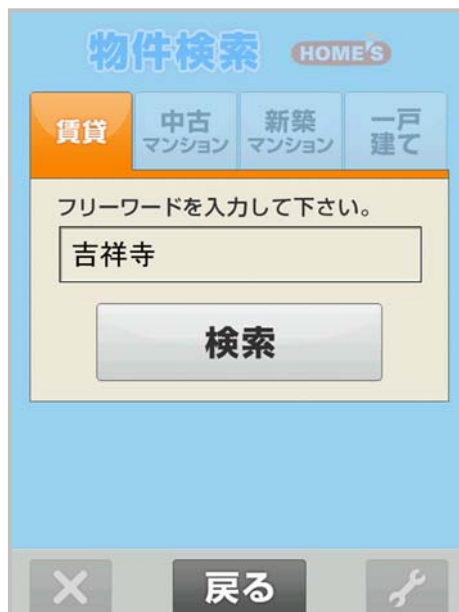 物件検索 HOME'S
賃貸
中古
マンション
新築
マンション
一戸
建て
フリーワードを入力して下さい。
吉祥寺
検索
戻る